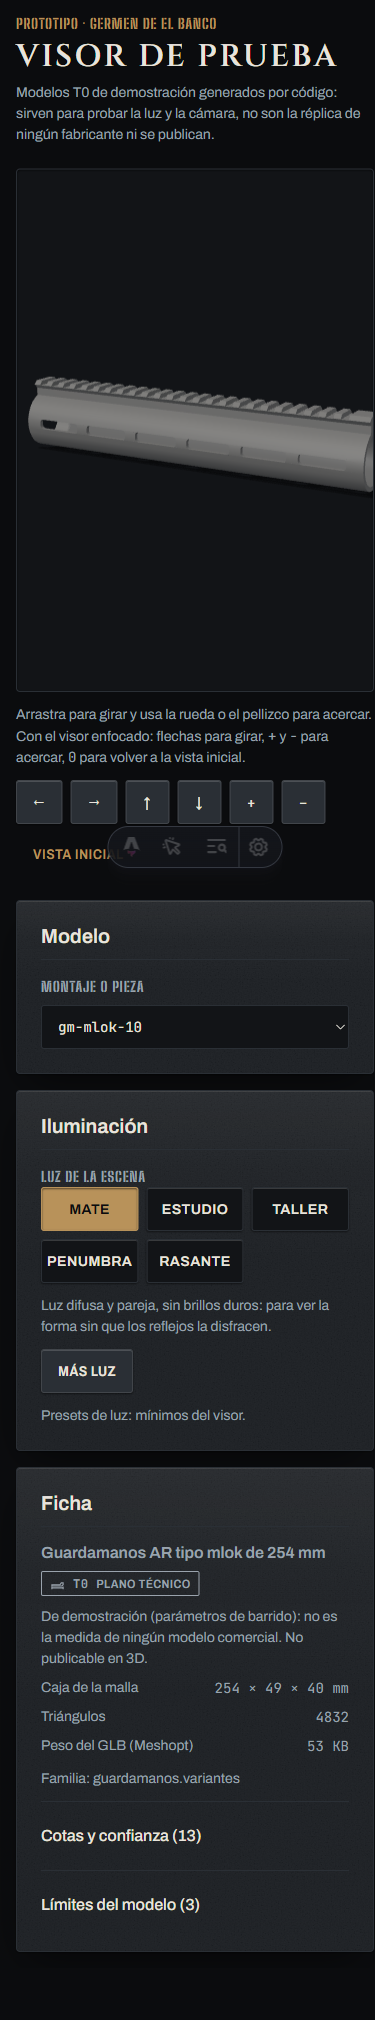 PROTOTIPO · GERMEN DE EL BANCO
VISOR DE PRUEBA
Modelos T0 de demostración generados por código:
sirven para probar la luz y la cámara, no son la réplica de
ningún fabricante ni se publican.
Arrastra para girar y usa la rueda o el pellizco para acercar.
Con el visor enfocado: flechas para girar, + y - para
acercar, 0 para volver a la vista inicial.
← → ↑ ↓ + −
VISTA INICIAL
Modelo
MONTAJE O PIEZA
gm-mlok-10
Iluminación
LUZ DE LA ESCENA
MATE ESTUDIO TALLER
PENUMBRA RASANTE
Luz difusa y pareja, sin brillos duros: para ver la
forma sin que los reflejos la disfracen.
MÁS LUZ
Presets de luz: mínimos del visor.
Ficha
Guardamanos AR tipo mlok de 254 mm
T0 PLANO TÉCNICO
De demostración (parámetros de barrido): no es
la medida de ningún modelo comercial. No
publicable en 3D.
Caja de la malla 254 × 49 × 40 mm
Triángulos 4832
Peso del GLB (Meshopt) 53 KB
Familia: guardamanos.variantes
Cotas y confianza (13)
Límites del modelo (3)